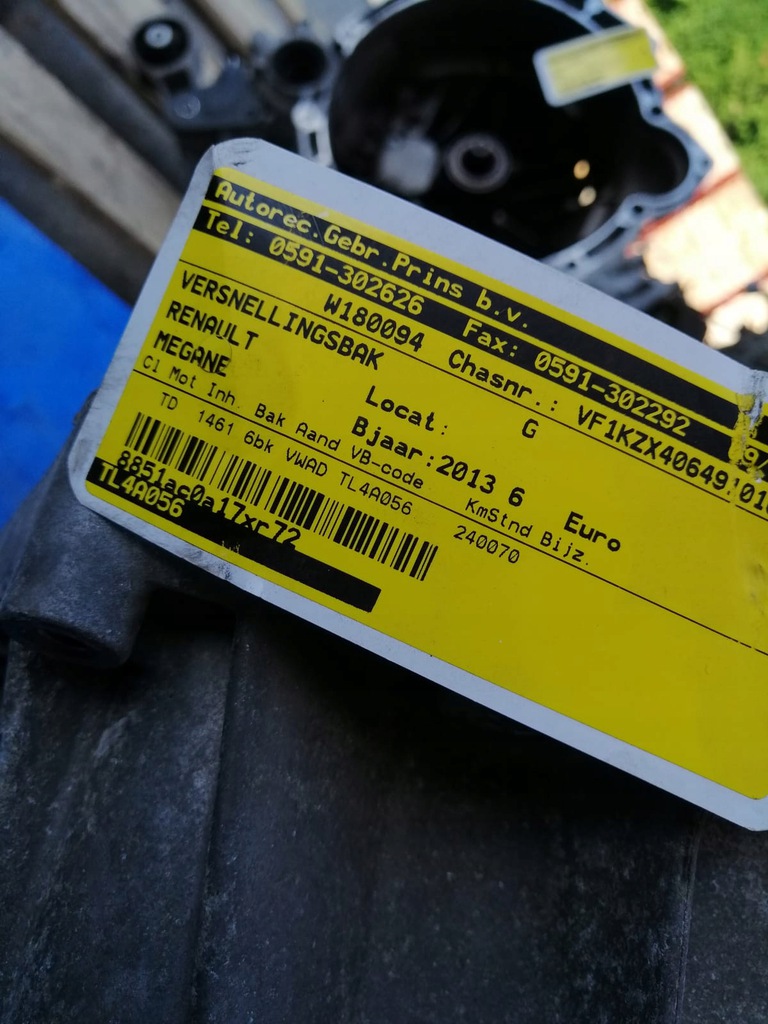 Autorec.Gebr.Prins b.v.
Tel: 0591-302626 Fax: 0591-302292
W180094 Chasnr.: VF1KZX40649
VERSNELLINGSBAK
RENAULT Locat: G
MEGANE Bjaar:2013 6 Euro
Cl Mot Inh. Bak Aand VB-code KmStnd Bijz.
TD 1461 6bk VWAD TL4A056 240070
8851ac0a17xr72
TL4A056